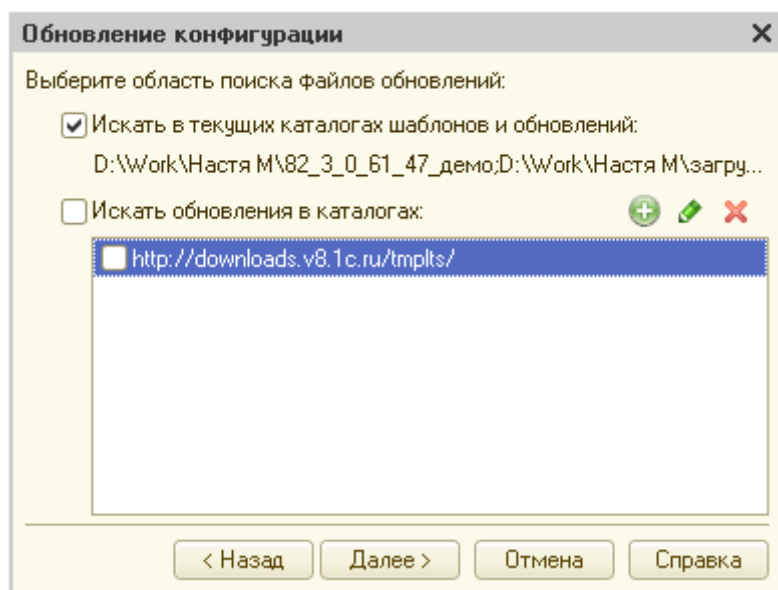 Обновление конфигурации
Выберите область поиска файлов обновлений:
Искать в текущих каталогах шаблонов и обновлений:
D:\Work\Настя М\82_3_0_61_47_демо;D:\Work\Настя М\загру...
Искать обновления в каталогах:
http://downloads.v8.1c.ru/tmplts/
< Назад Далее > Отмена Справка